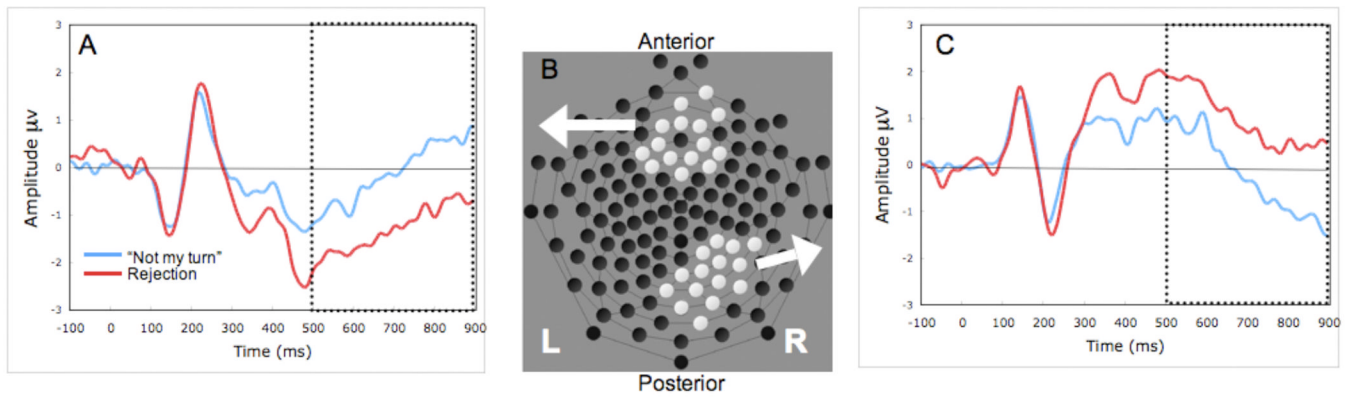 A
3
2
1
0
-1
-2
-3
Amplitude μv
"Not my turn"
Rejection
-100 0 100 200 300 400 500 600 700 800 900
Time (ms)
Anterior
B
L R
Posterior
C
3
2
1
0
-1
-2
-3
Amplitude μv
-100 0 100 200 300 400 500 600 700 800 900
Time (ms)